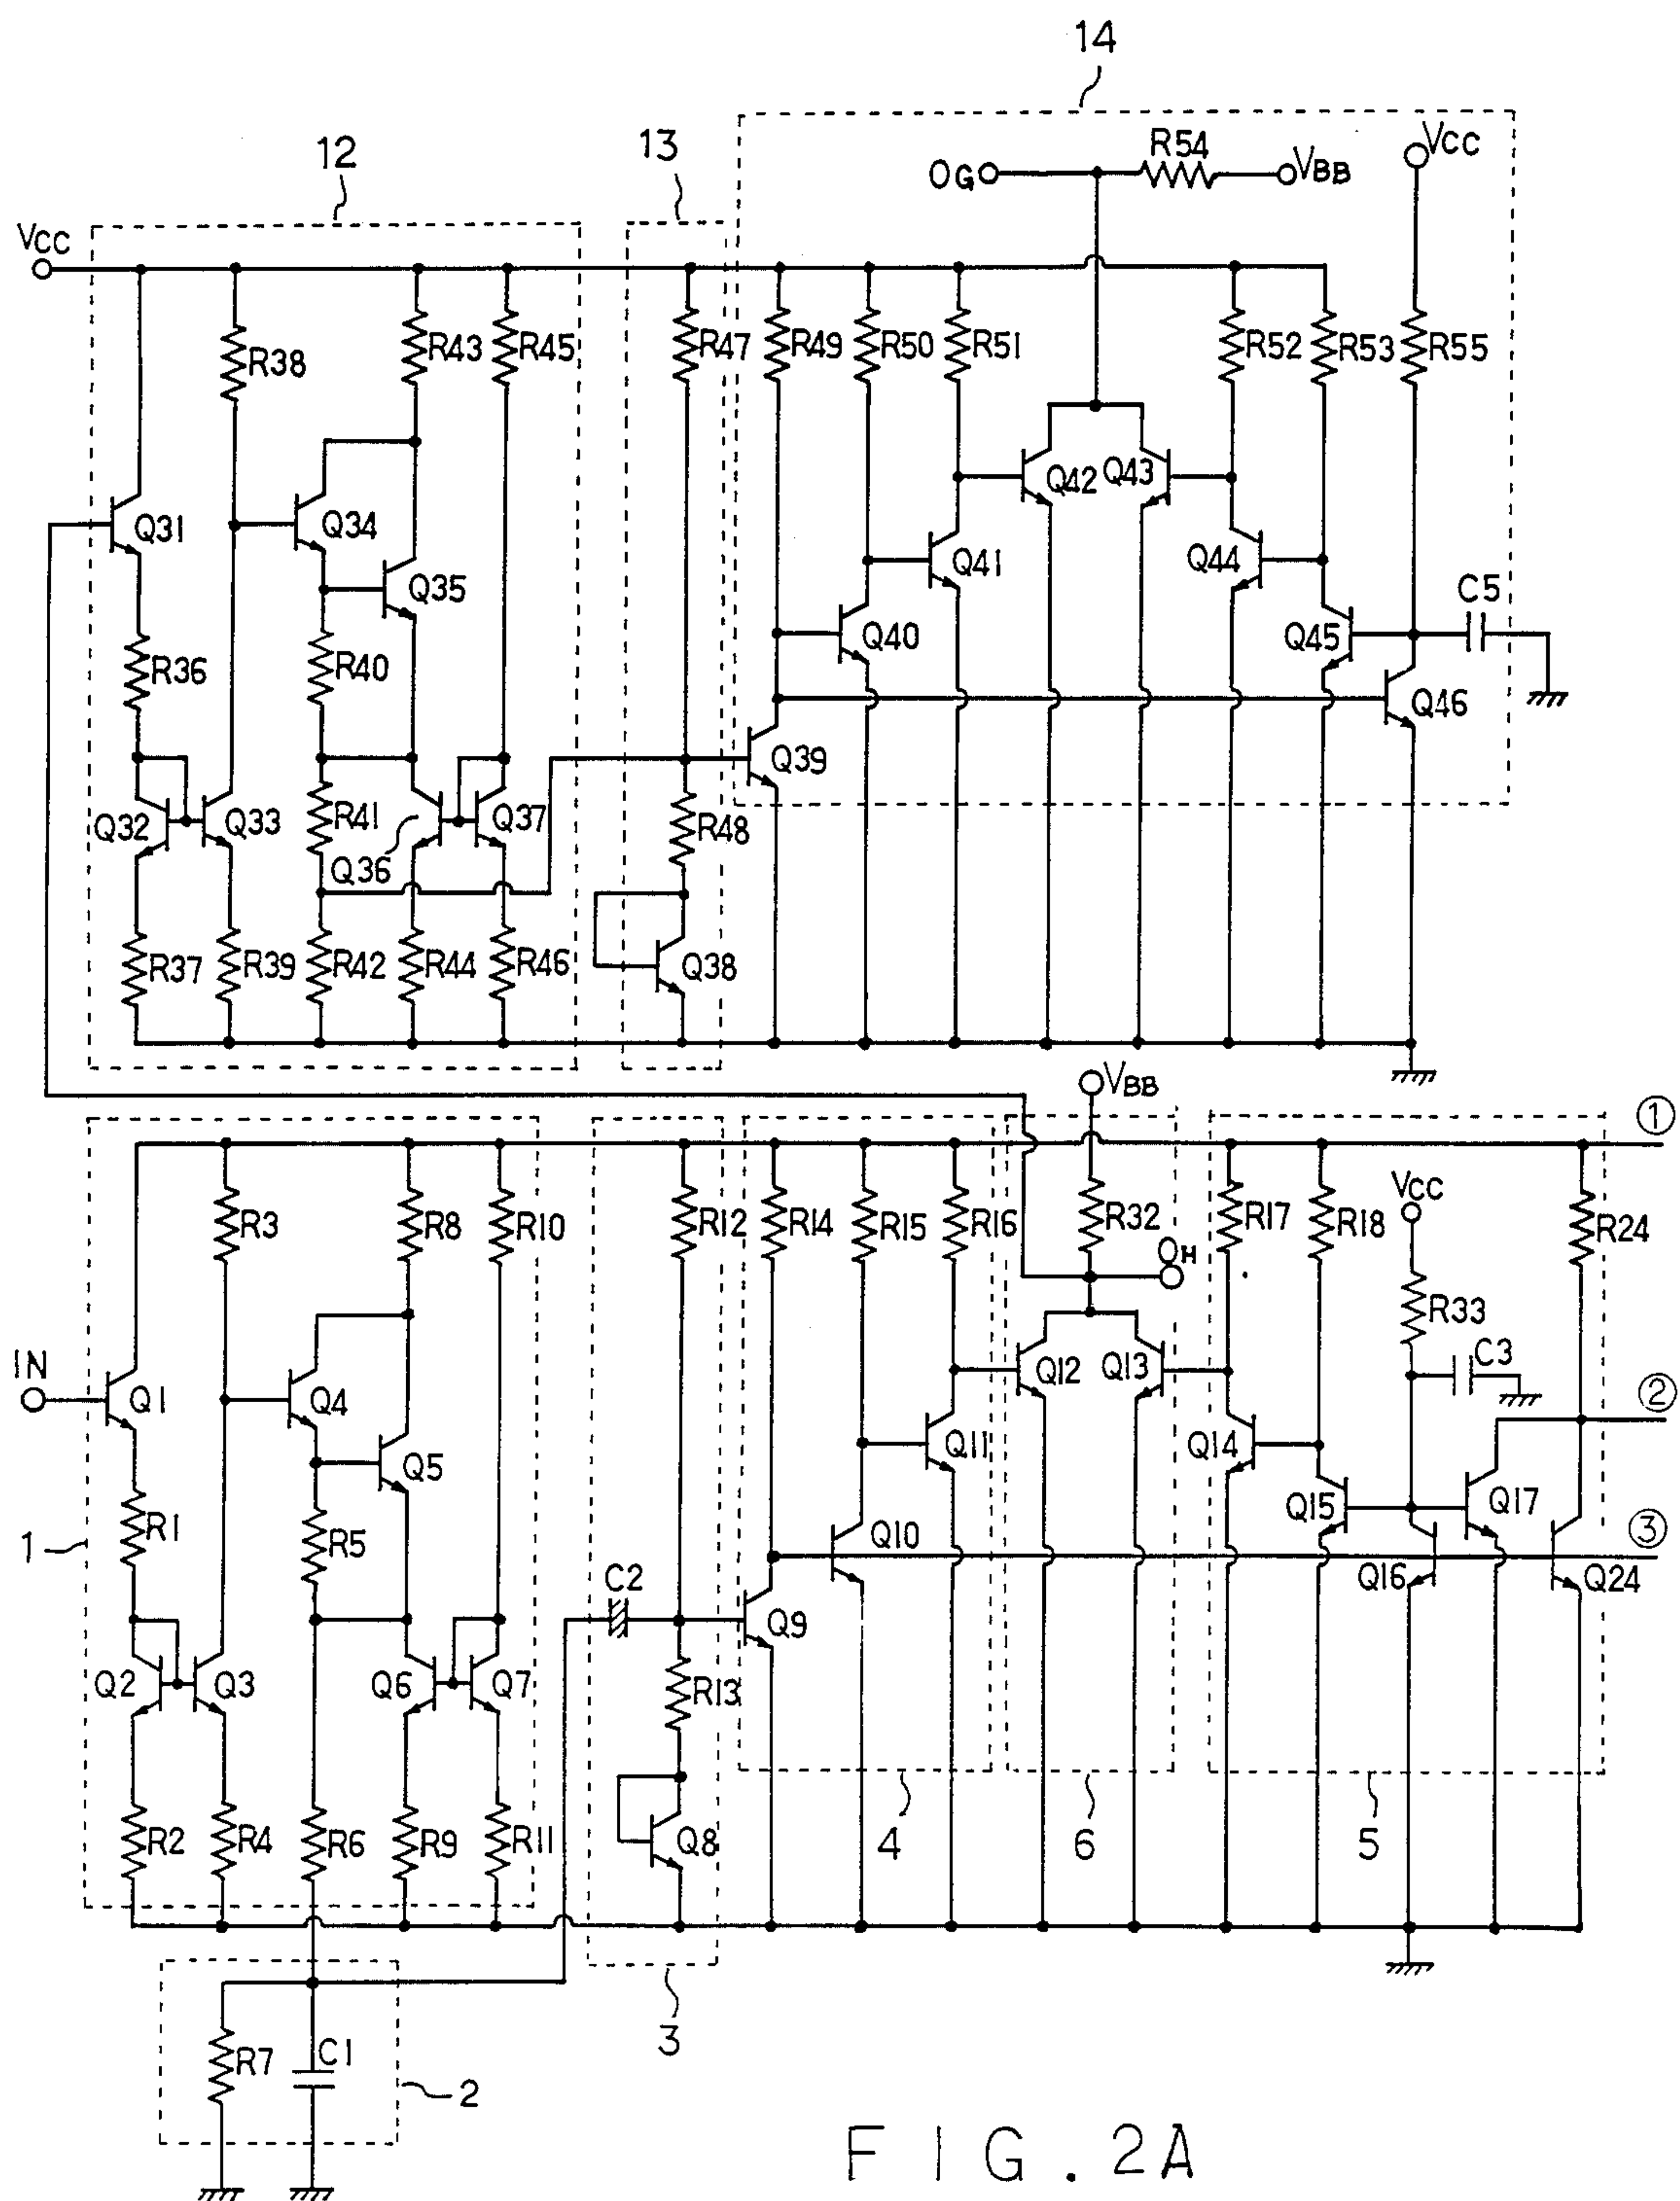 14
12
13
VCC
OG
R54
VBB
VCC
R38
R43
R45
R47
R49
R50
R51
R52
R53
R55
Q31
Q34
Q35
Q42
Q43
Q41
Q44
Q40
Q45
C5
R36
R40
Q46
Q39
Q32
Q33
R41
Q36
Q37
R48
R37
R39
R42
R44
R46
Q38
VBB
1
R3
R8
R10
R12
R14
R15
R16
R32
OH
R17
R18
VCC
R33
R24
C3
IN
Q1
Q4
Q5
Q12
Q13
Q11
Q14
2
Q15
Q17
1
R1
R5
C2
Q10
Q16
Q24
3
Q9
Q2
Q3
Q6
Q7
R13
R2
R4
R6
R9
R11
Q8
4
6
5
3
R7
C1
2
FIG. 2A